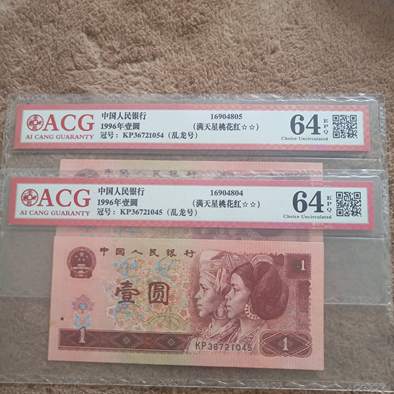 ACG
AI CANG GUARANTY
中国人民银行 16904805
1996年壹圆 (满天星桃花红☆☆)
冠号: KP36721054 (乱龙号)
64 EPQ
Choice Uncirculated
ACG
AI CANG GUARANTY
中国人民银行 16904804
1996年壹圆 (满天星桃花红☆☆)
冠号: KP36721045 (乱龙号)
64 EPQ
Choice Uncirculated
中国人民银行
壹圆
1
1
KP36721045
1